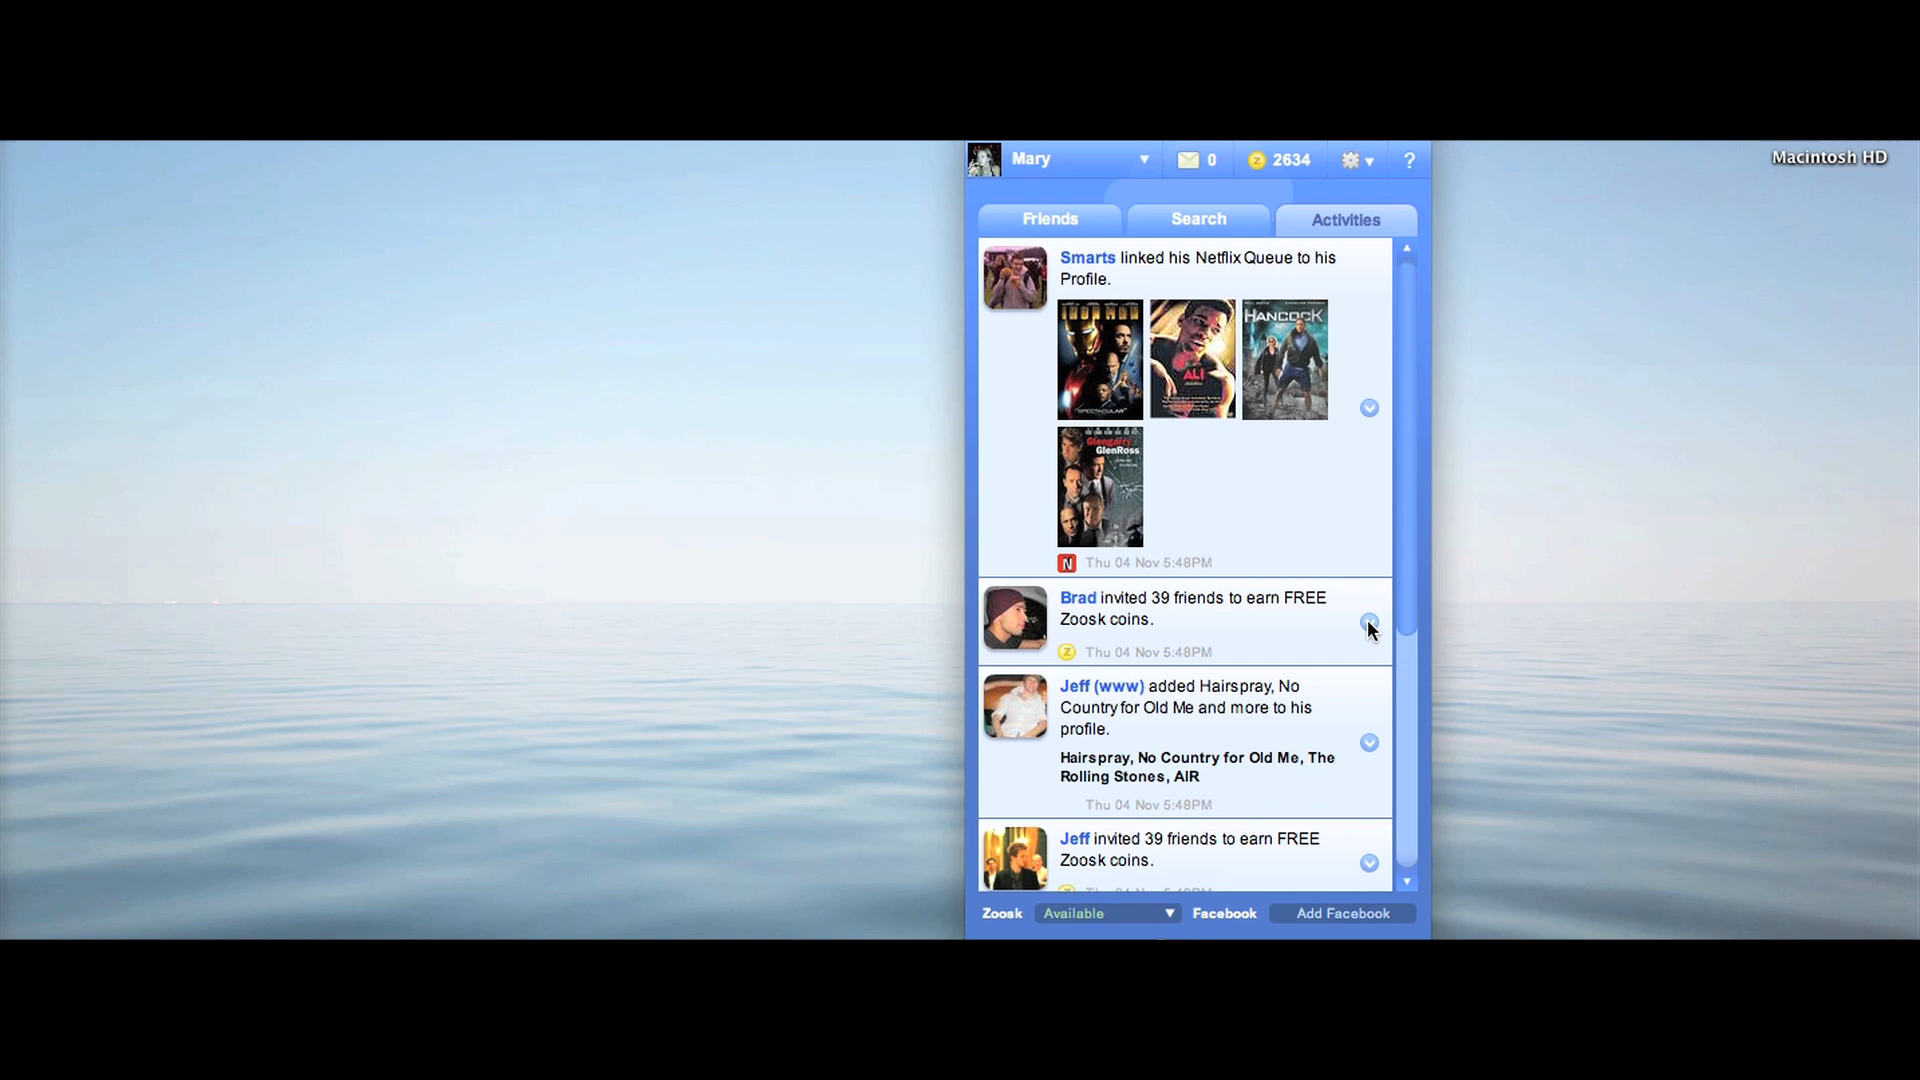 Mary 0 2634 ?
Macintosh HD
Friends Search Activities
Smarts linked his Netflix Queue to his
Profile.
IRON MAN
SPECTACULAR
ALI
HANCOCK
Glengarry
GlenRoss
N Thu 04 Nov 5:48PM
Brad invited 39 friends to earn FREE
Zoosk coins.
Z Thu 04 Nov 5:48PM
Jeff (www) added Hairspray, No
Country for Old Me and more to his
profile.
Hairspray, No Country for Old Me, The
Rolling Stones, AIR
Thu 04 Nov 5:48PM
Jeff invited 39 friends to earn FREE
Zoosk coins.
Zoosk Available Facebook Add Facebook